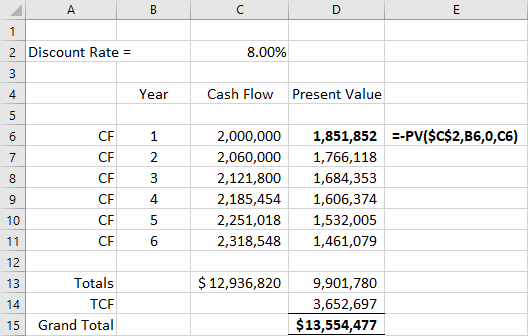 A B C D E
1
2 Discount Rate = 8.00%
3
4 Year Cash Flow Present Value
5
6 CF 1 2,000,000 1,851,852 =-PV($C$2,B6,0,C6)
7 CF 2 2,060,000 1,766,118
8 CF 3 2,121,800 1,684,353
9 CF 4 2,185,454 1,606,374
10 CF 5 2,251,018 1,532,005
11 CF 6 2,318,548 1,461,079
12
13 Totals $ 12,936,820 9,901,780
14 TCF 3,652,697
15 Grand Total $13,554,477